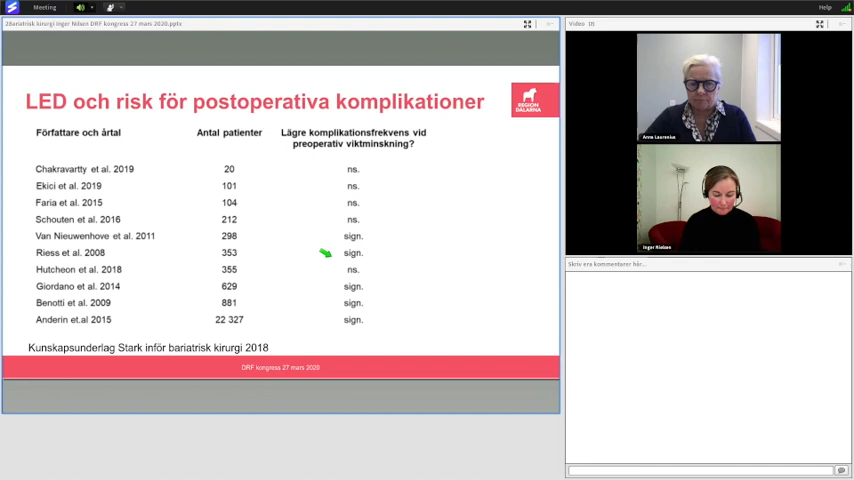 Meeting
Help
2Bariatrisk kirurgi Inger Nilsen DRF kongress 27 mars 2020.pptx
LED och risk för postoperativa komplikationer
REGION
DALARNA
Författare och årtal Antal patienter Lägre komplikationsfrekvens vid
preoperativ viktminskning?
Chakravartty et al. 2019 20 ns.
Ekici et al. 2019 101 ns.
Faria et al. 2015 104 ns.
Schouten et al. 2016 212 ns.
Van Nieuwenhove et al. 2011 298 sign.
Riess et al. 2008 353 sign.
Hutcheon et al. 2018 355 ns.
Giordano et al. 2014 629 sign.
Benotti et al. 2009 881 sign.
Anderin et.al 2015 22 327 sign.
Kunskapsunderlag Stark inför bariatrisk kirurgi 2018
DRF kongress 27 mars 2020
Video (3)
Anna Laurenius
Inger Nielsen
Skriv era kommentarer här...